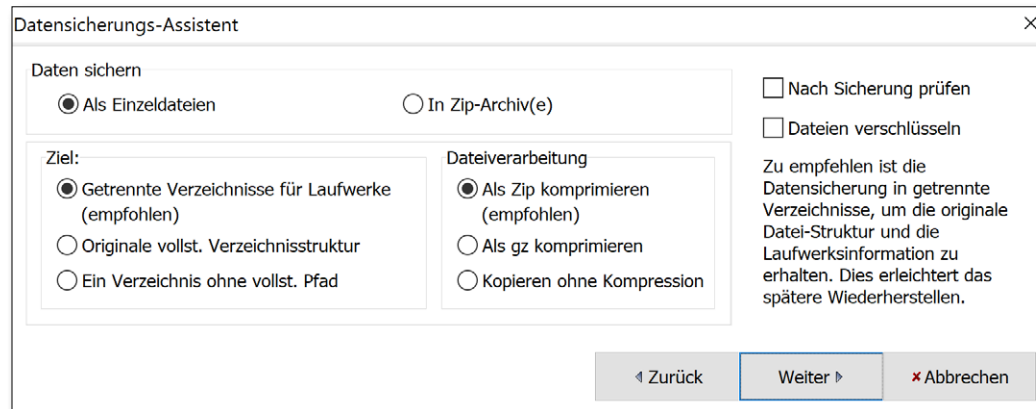 Datensicherungs-Assistent
Daten sichern
Als Einzeldateien
In Zip-Archiv(e)
Nach Sicherung prüfen
Dateien verschlüsseln
Ziel:
Getrennte Verzeichnisse für Laufwerke
(empfohlen)
Originale vollst. Verzeichnisstruktur
Ein Verzeichnis ohne vollst. Pfad
Dateiverarbeitung
Als Zip komprimieren
(empfohlen)
Als gz komprimieren
Kopieren ohne Kompression
Zu empfehlen ist die
Datensicherung in getrennte
Verzeichnisse, um die originale
Datei-Struktur und die
Laufwerksinformation zu
erhalten. Dies erleichtert das
spätere Wiederherstellen.
Zurück
Weiter
Abbrechen